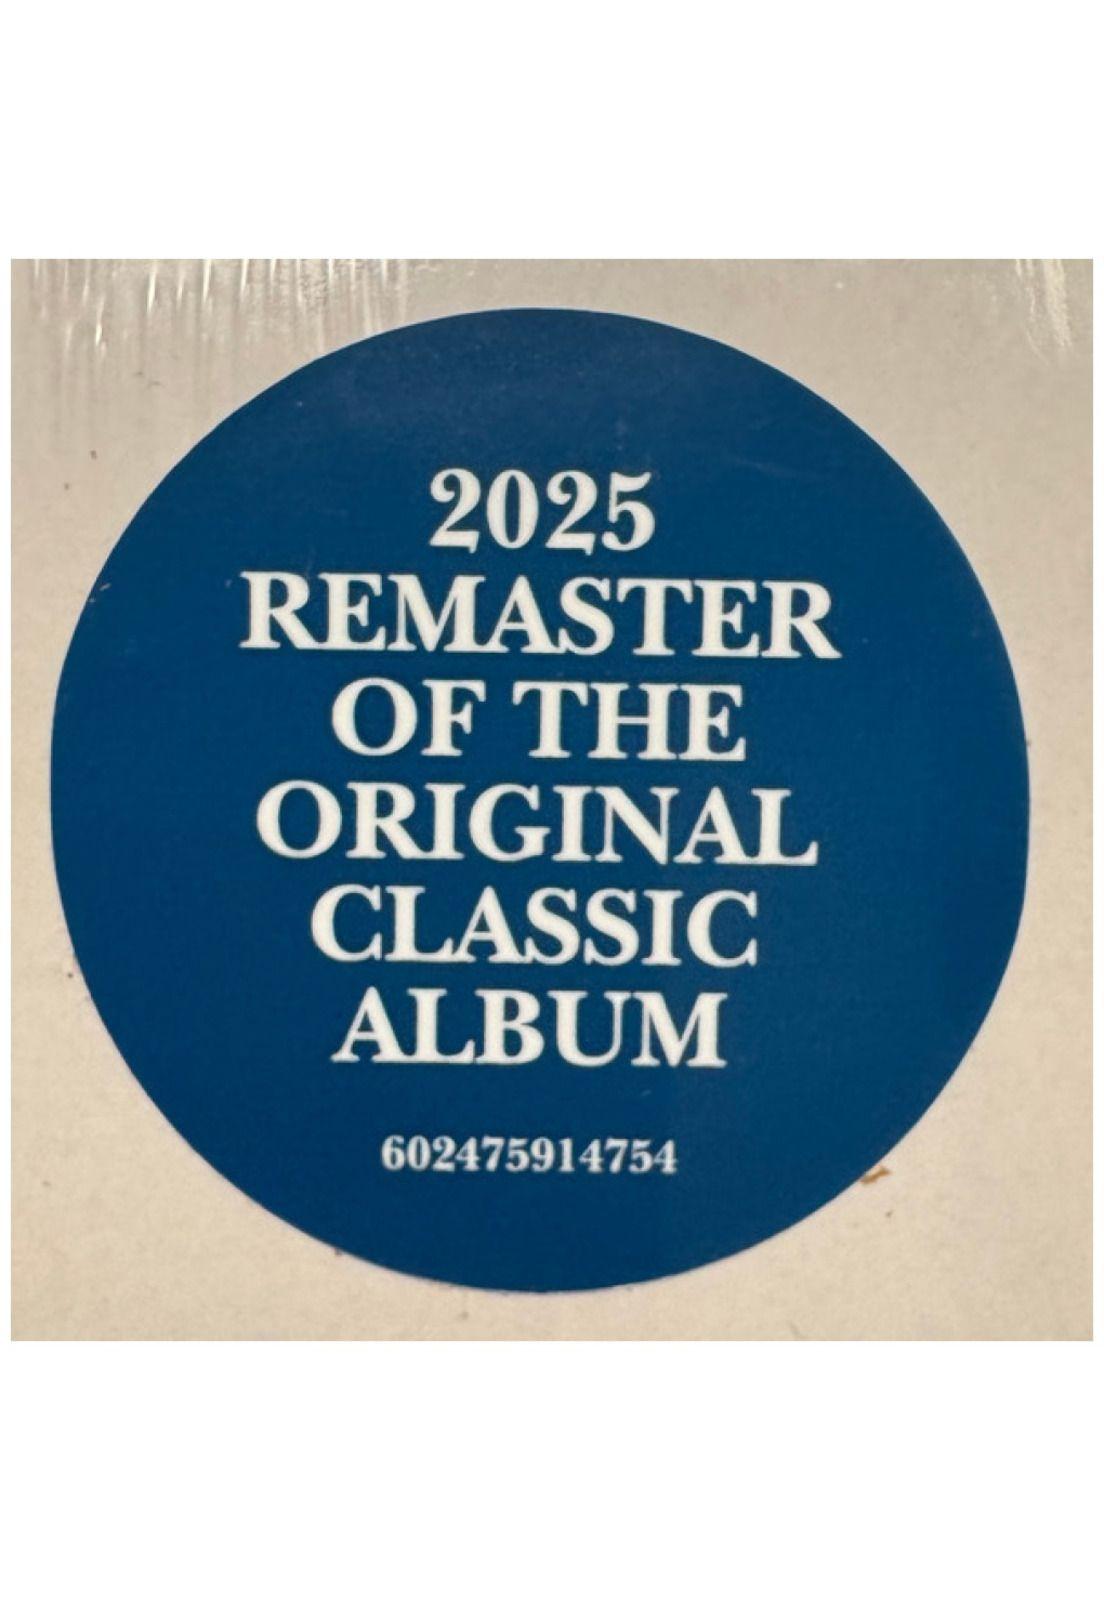 2025
REMASTER
OF THE
ORIGINAL
CLASSIC
ALBUM
602475914754